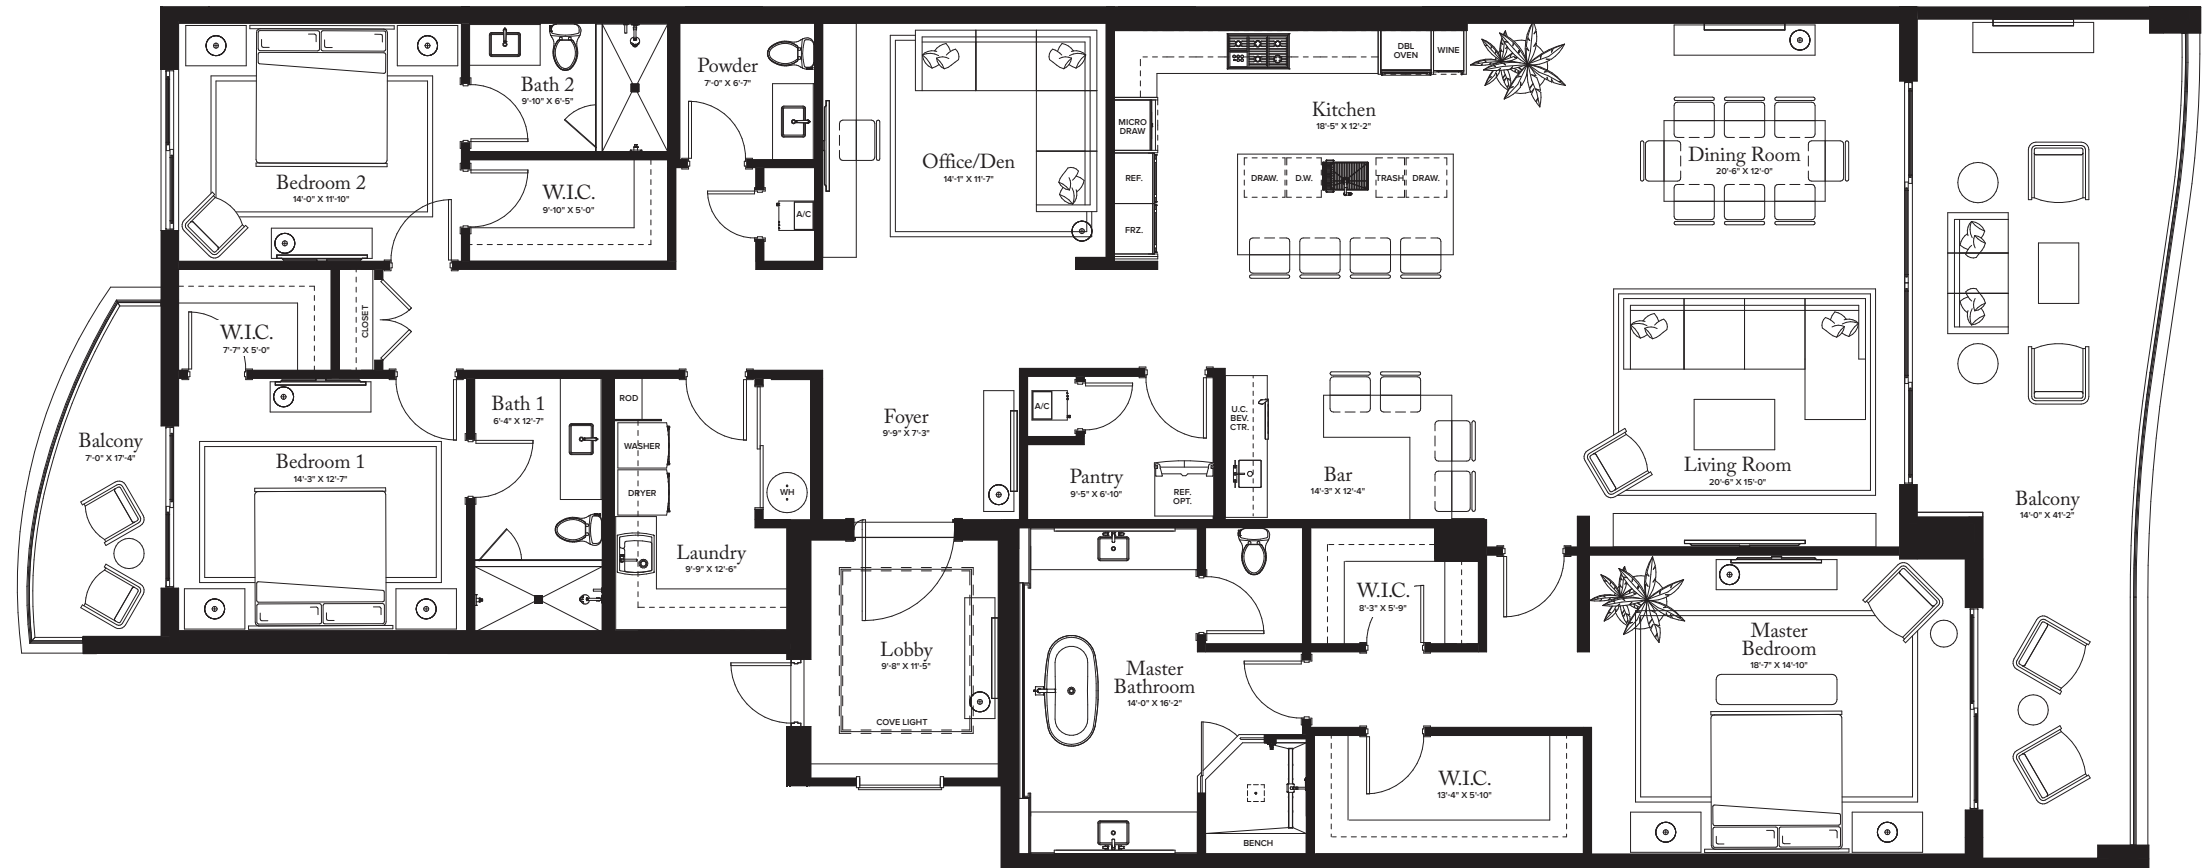 Bedroom 2
14'-0" X 11'-10"
Bath 2
9'-10" X 6'-5"
W.I.C.
9'-10" X 5'-0"
Powder
7'-0" X 6'-7"
A/C
Office/Den
14'-1" X 11'-7"
DBL
OVEN
WINE
MICRO
DRAW
REF.
FRZ.
Kitchen
18'-5" X 12'-2"
DRAW.
D.W.
TRASH
DRAW.
Dining Room
20'-6" X 12'-0"
W.I.C.
7'-7" X 5'-0"
CLOSET
Balcony
7'-0" X 17'-4"
Bedroom 1
14'-3" X 12'-7"
Bath 1
6'-4" X 12'-7"
ROD
WASHER
DRYER
WH
Laundry
9'-9" X 12'-6"
Foyer
9'-9" X 7'-3"
A/C
Pantry
9'-5" X 6'-10"
REF.
OPT.
U.C.
BEV.
CTR.
Bar
14'-3" X 12'-4"
Living Room
20'-6" X 15'-0"
Balcony
14'-0" X 41'-2"
Lobby
9'-8" X 11'-5"
COVE LIGHT
Master
Bathroom
14'-0" X 16'-2"
BENCH
W.I.C.
8'-3" X 5'-9"
W.I.C.
13'-4" X 5'-10"
Master
Bedroom
18'-7" X 14'-10"